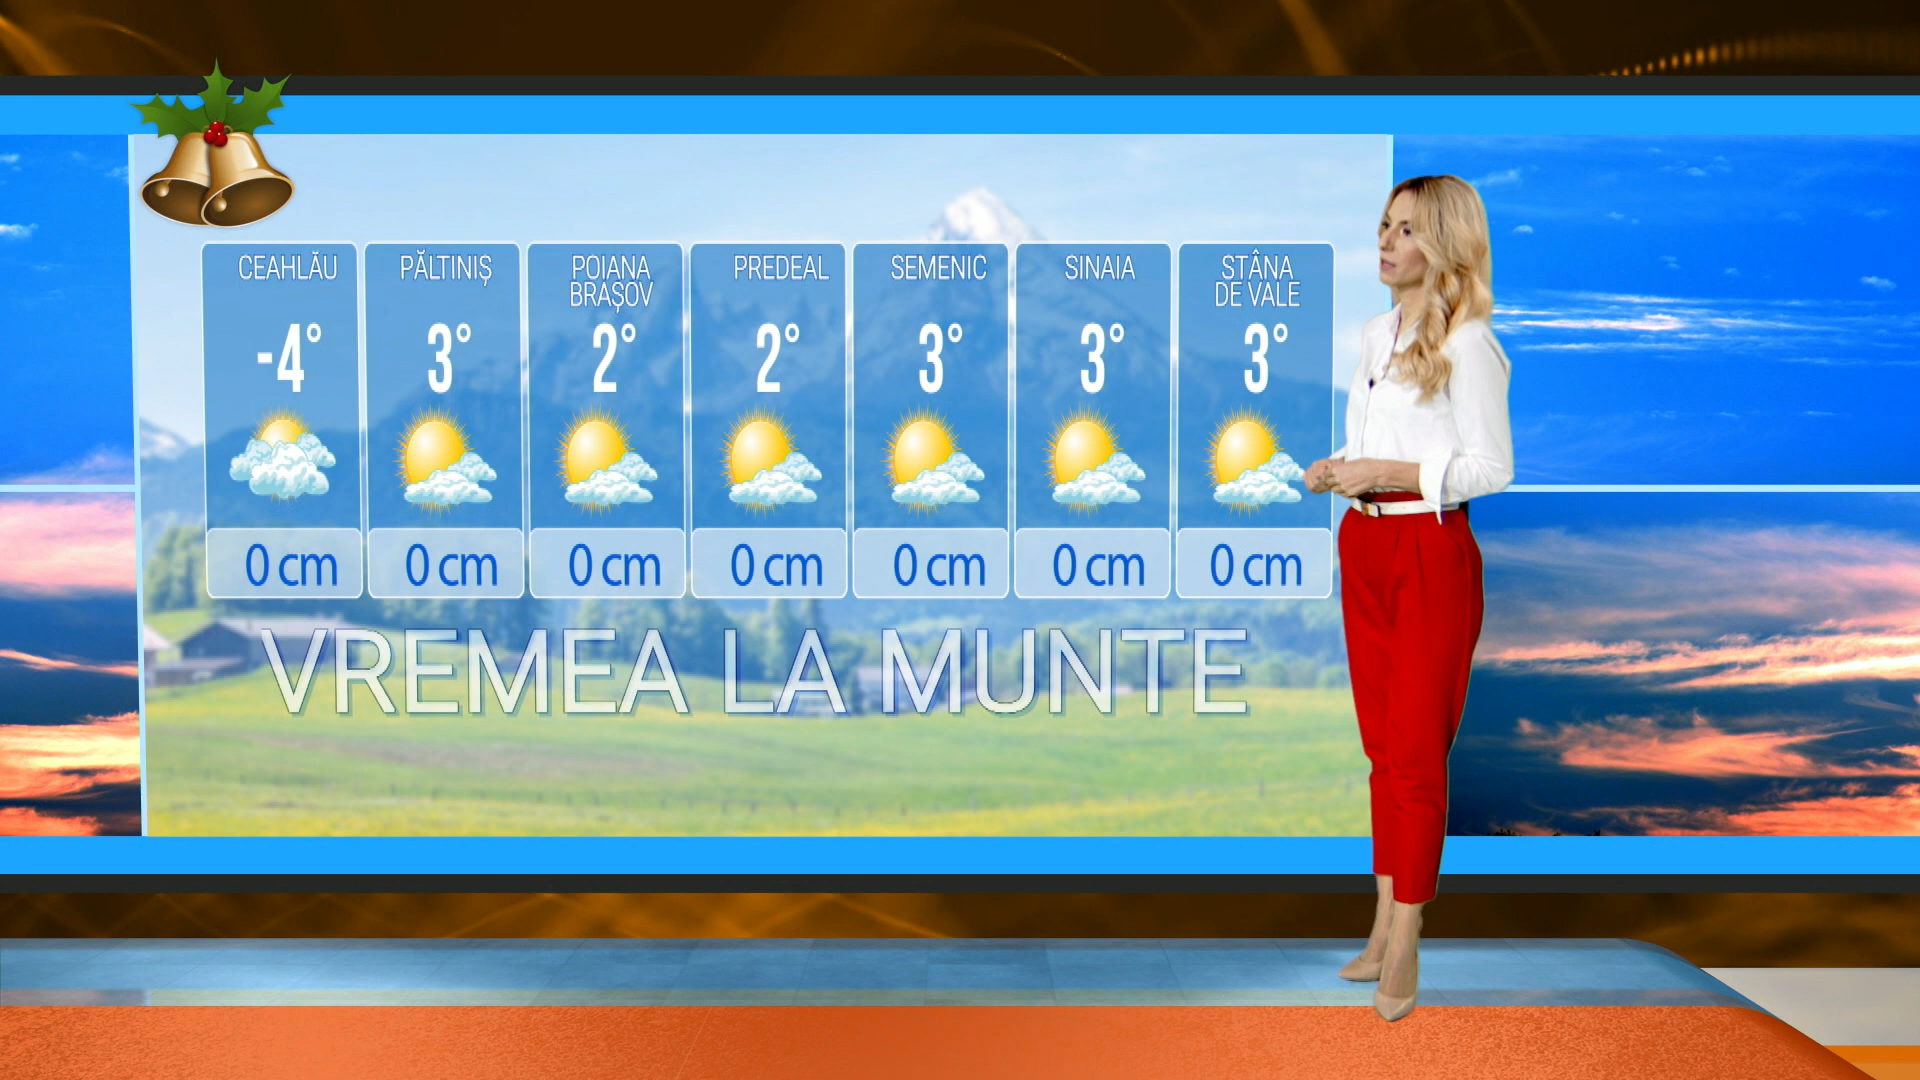 CEAHLĂU
-4°
0 cm
PĂLTINIȘ
3°
0 cm
POIANA
BRAȘOV
2°
0 cm
PREDEAL
2°
0 cm
SEMENIC
3°
0 cm
SINAIA
3°
0 cm
STÂNA
DE VALE
3°
0 cm
VREMEA LA MUNTE